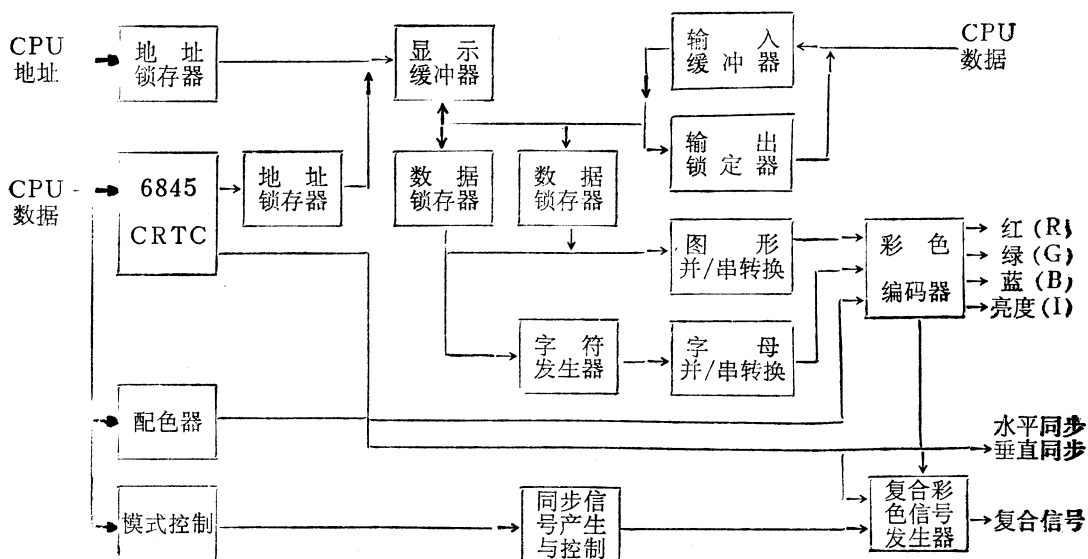 CPU
地址
地址
锁存器
显示
缓冲器
输入
缓冲器
CPU
数据
输出
锁定器
CPU
数据
6845
CRTC
地址
锁存器
数据
锁存器
数据
锁存器
图形
并/串转换
彩色
编码器
红(R)
绿(G)
蓝(B)
亮度(I)
字符
发生器
字母
并/串转换
配色器
水平同步
垂直同步
模式控制
同步信
号产生
与控制
复合彩
色信号
发生器
复合信号